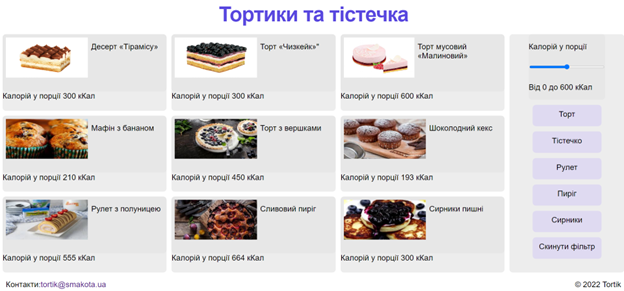 Тортики та тістечка
Десерт «Тірамісу»
Калорій у порції 300 кКал
Торт «Чизкейк»"
Калорій у порції 300 кКал
Торт мусовий
«Малиновий»
Калорій у порції 600 кКал
Мафін з бананом
Калорій у порції 210 кКал
Торт з вершками
Калорій у порції 450 кКал
Шоколодний кекс
Калорій у порції 193 кКал
Рулет з полуницею
Калорій у порції 555 кКал
Сливовий пиріг
Калорій у порції 664 кКал
Сирники пишні
Калорій у порції 300 кКал
Калорій у порції
Від 0 до 600 кКал
Торт
Тістечко
Рулет
Пиріг
Сирники
Скинути фільтр
Контакти:tortik@smakota.ua
© 2022 Tortik